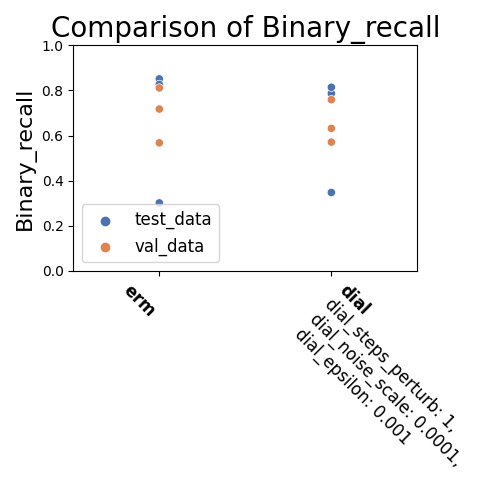 Comparison of Binary_recall
Binary_recall
1.0
0.8
0.6
0.4
0.2
0.0
test_data
val_data
erm
dial
dial_steps_perturb: 1,
dial_noise_scale: 0.0001,
dial_epsilon: 0.001